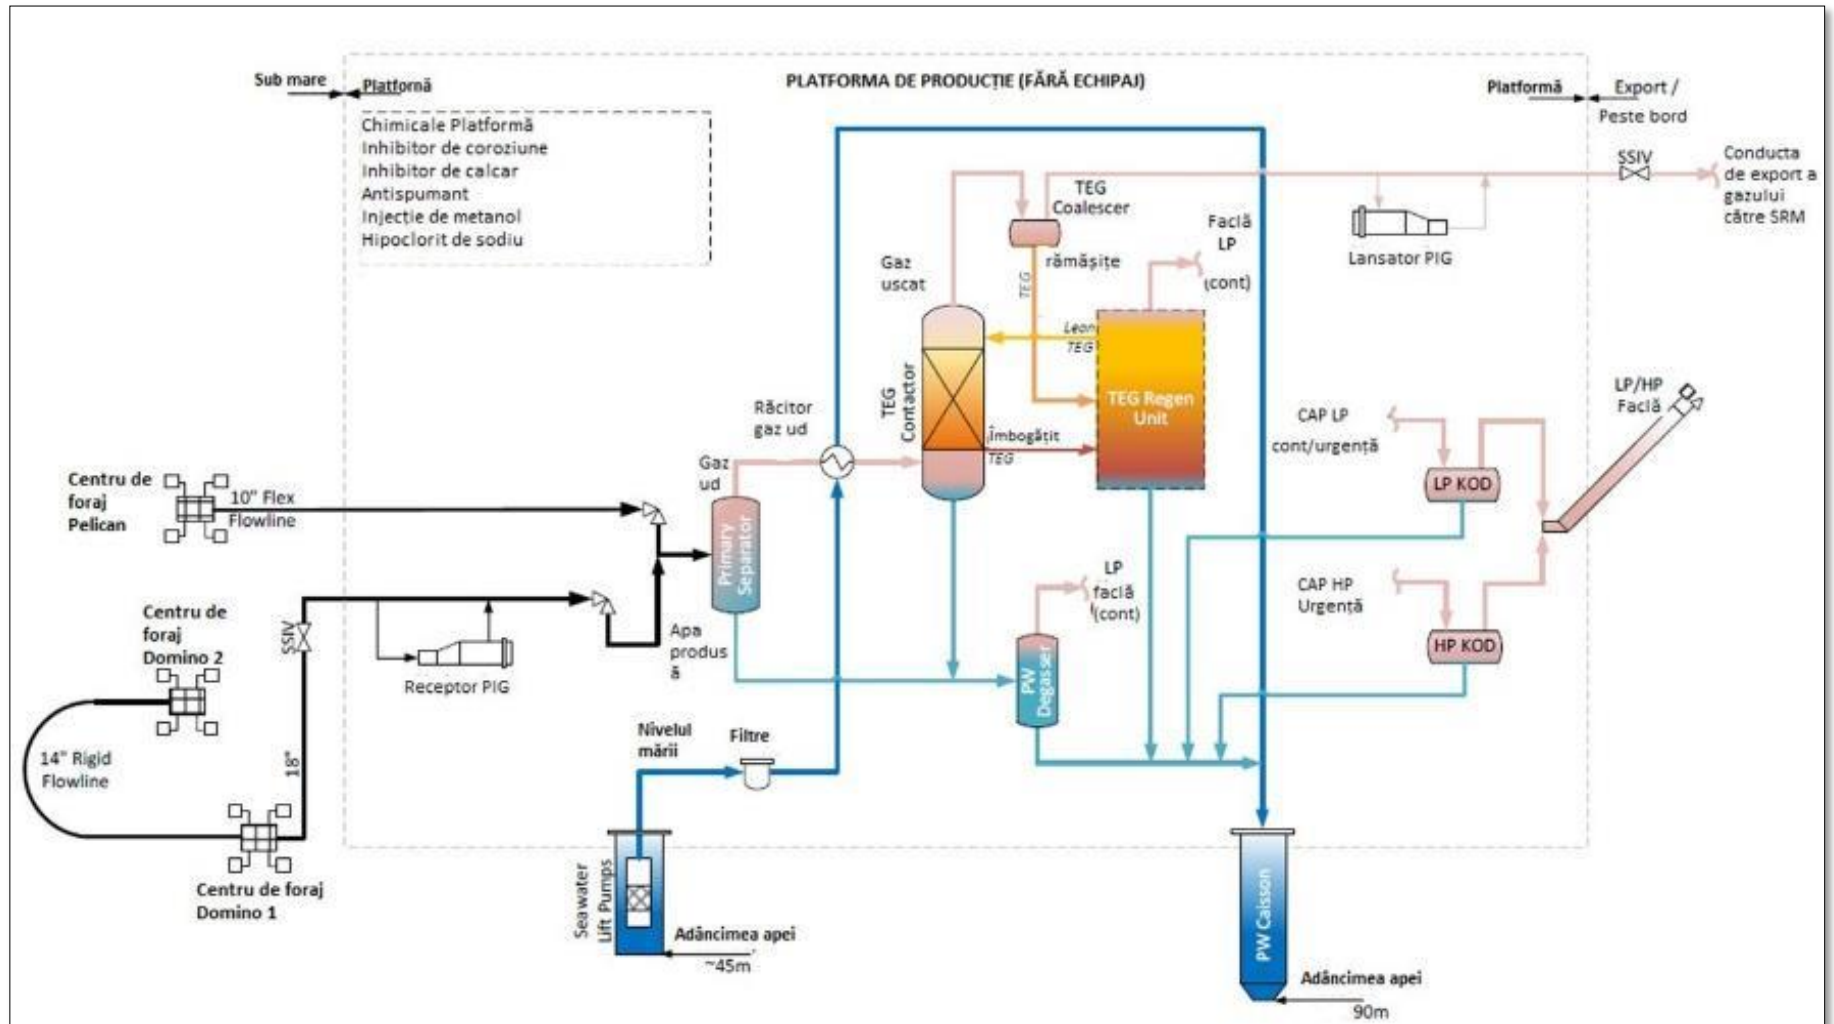 PLATFORMA DE PRODUCȚIE (FĂRĂ ECHIPAJ)
Sub mare
Platfornă
Platformă
Export /
Peste bord
Chimicale Platformă
Inhibitor de coroziune
Inhibitor de calcar
Antispumant
Injecție de metanol
Hipoclorit de sodiu
SSIV
Conducta
de export a
gazului
către SRM
TEG
Coalescer
Faclă
LP
(cont)
Lansator PIG
Gaz
uscat
rămășițe
TEG
Lean
TEG
TEG
Contactor
TEG Regen
Unit
Îmbogățit
TEG
Răcitor
gaz ud
Gaz
ud
LP/HP
Faclă
CAP LP
cont/urgență
LP KOD
Centru de
foraj
Pelican
10" Flex
Flowline
Primary
Separator
CAP HP
Urgență
HP KOD
LP
faclă
(cont)
Centru de
foraj
Domino 2
SSIV
Receptor PIG
Apa
produs
ă
PW
Degasser
14" Rigid
Flowline
18"
Nivelul
mării
Filtre
Centru de foraj
Domino 1
Seawater
Lift Pumps
Adâncimea apei
~45m
PW Caisson
Adâncimea apei
90m